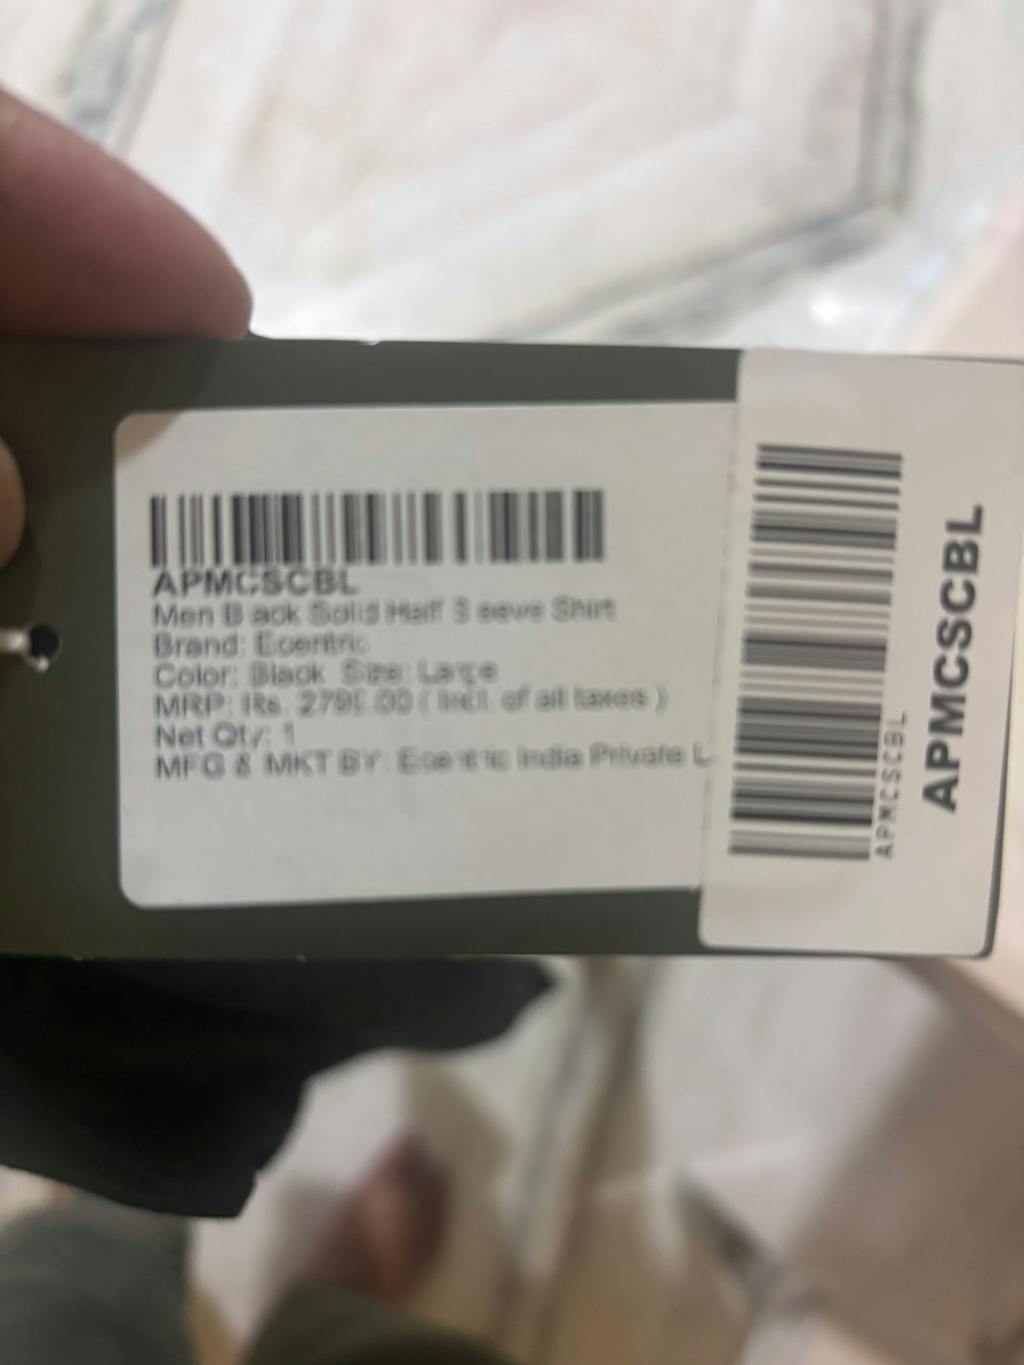 APMCSCBL
Men Black Solid Half Sleeve Shirt
Brand: Ecentric
Color: Black Size: Large
MRP: Rs. 2795.00 ( Incl. of all taxes )
Net Qty: 1
MFG & MKT BY: Ecentric India Private L
APMCSCBL
APMCSCBL